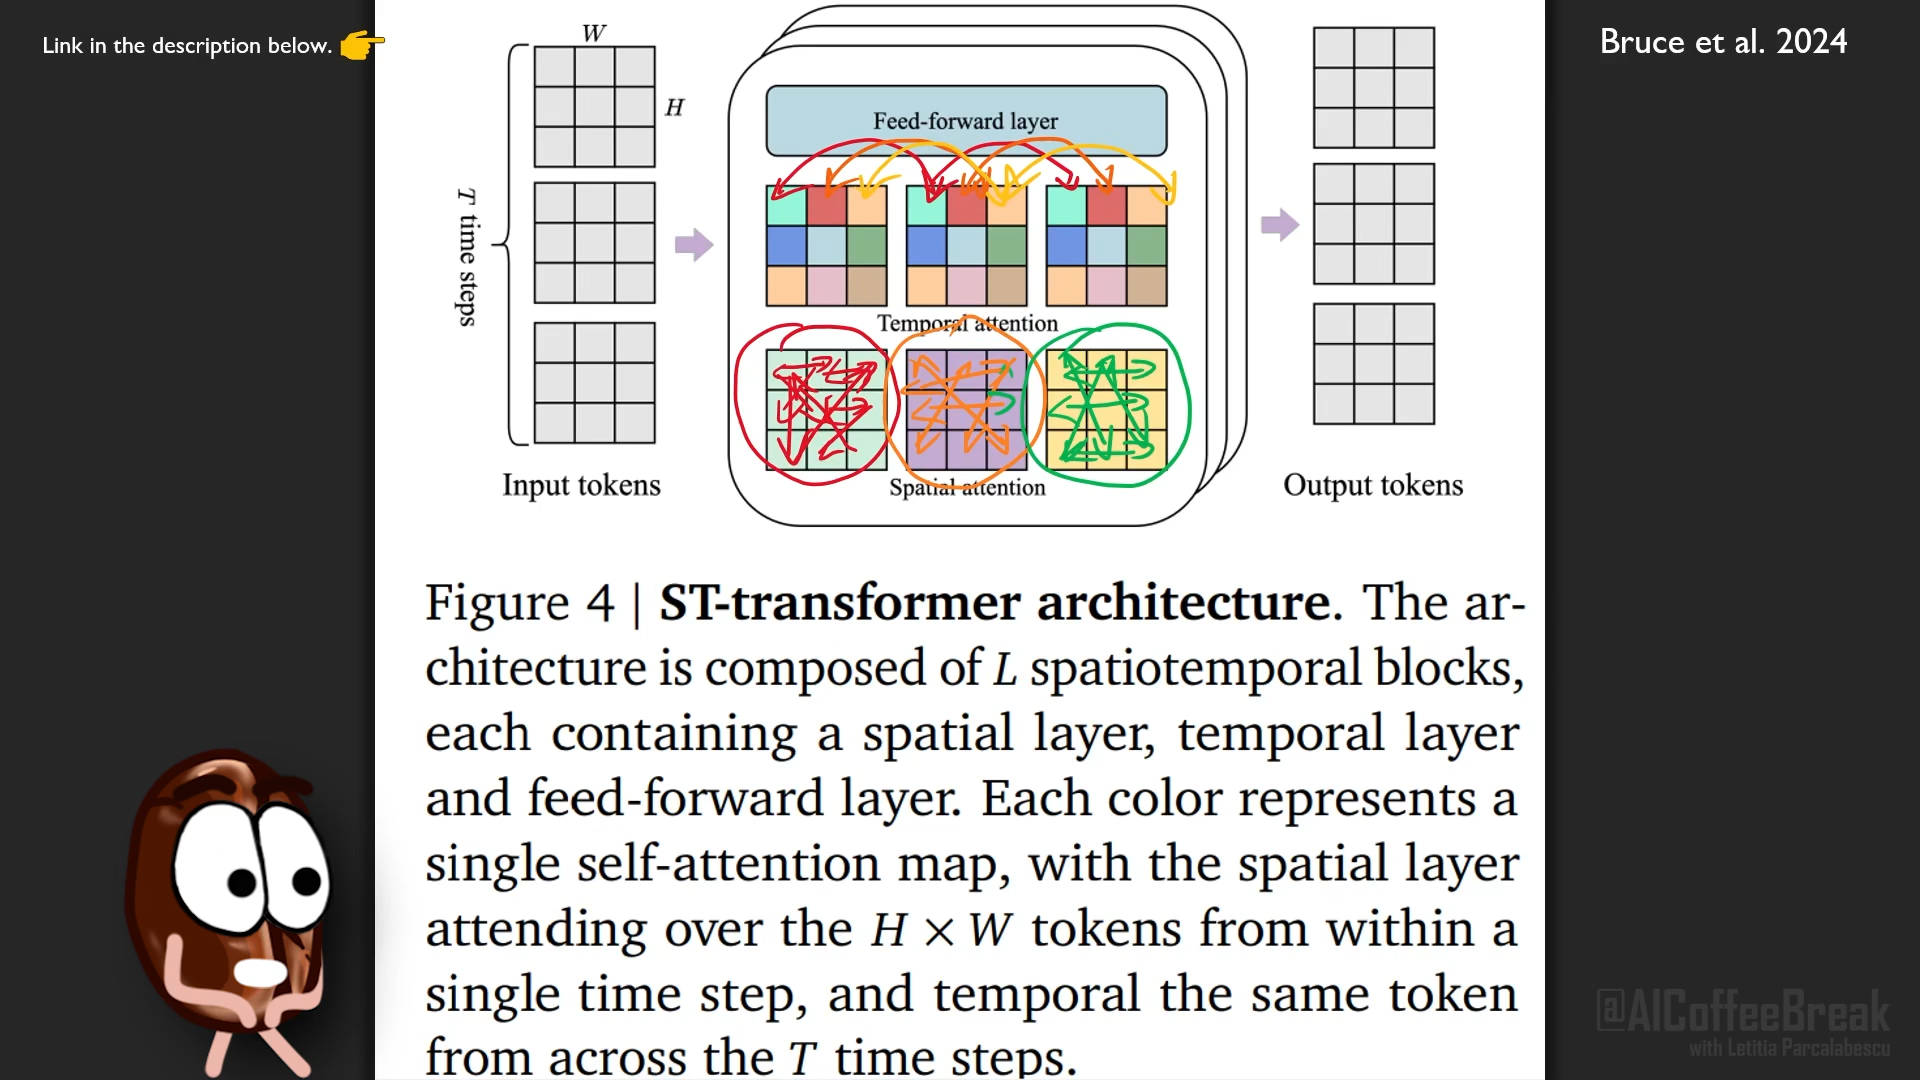 Link in the description below.
Bruce et al. 2024
W
H
T time steps
Input tokens
Feed-forward layer
Temporal attention
Spatial attention
Output tokens
Figure 4 | ST-transformer architecture. The ar-
chitecture is composed of L spatiotemporal blocks,
each containing a spatial layer, temporal layer
and feed-forward layer. Each color represents a
single self-attention map, with the spatial layer
attending over the H × W tokens from within a
single time step, and temporal the same token
from across the T time steps.
@AICoffeeBreak
with Letitia Parcalabescu